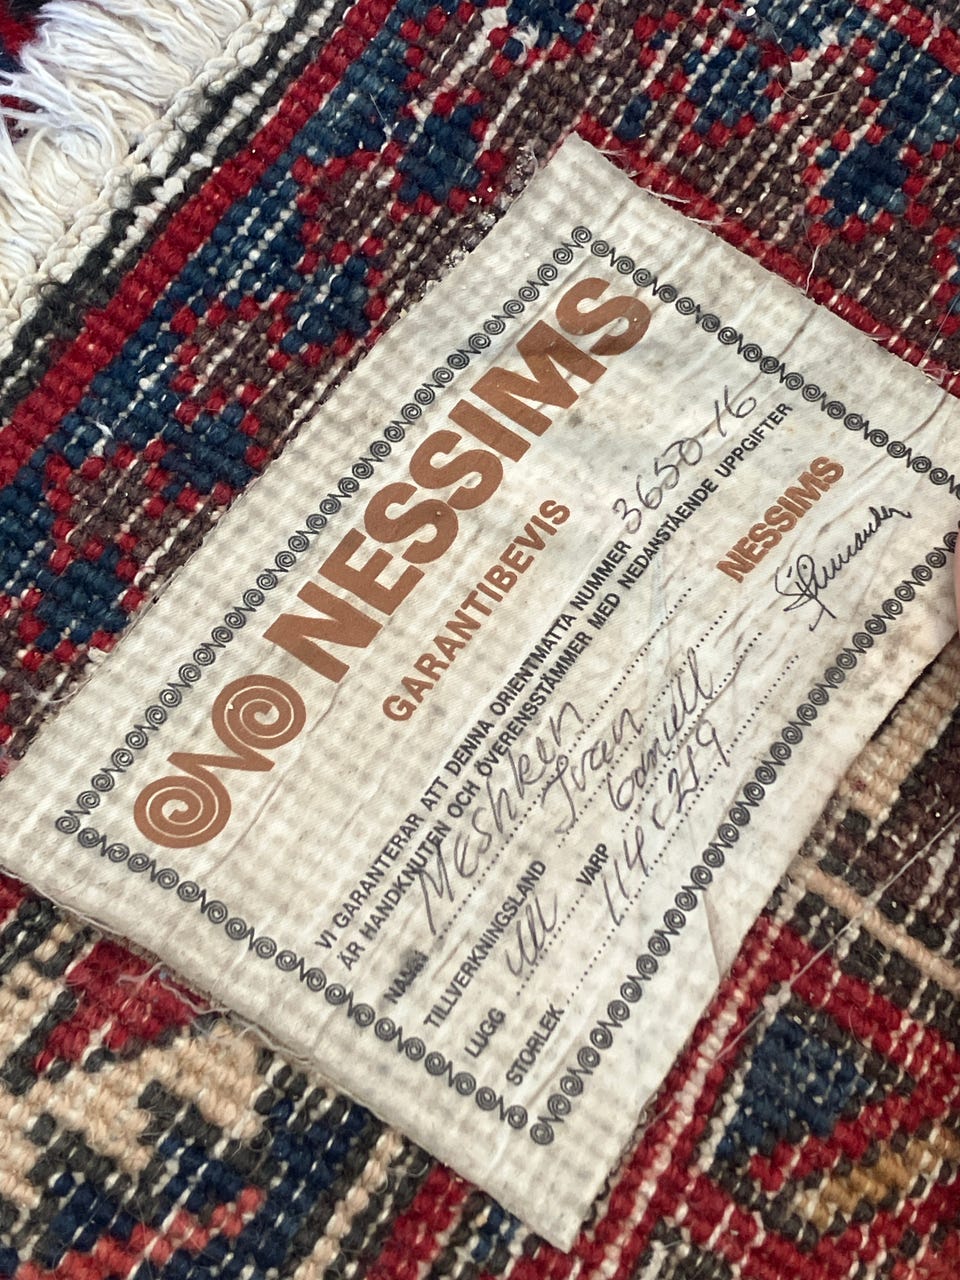 NESSIMS
GARANTIBEVIS
VI GARANTERAR ATT DENNA ORIENTMATTA NUMMER 3650-16
ÄR HANDKNUTEN OCH ÖVERENSSTÄMMER MED NEDANSTÅENDE UPPGIFTER
NAMN Meshken
TILLVERKNINGSLAND Iran
NESSIMS
LUGG ull VARP bomull
STORLEK 114 × 219